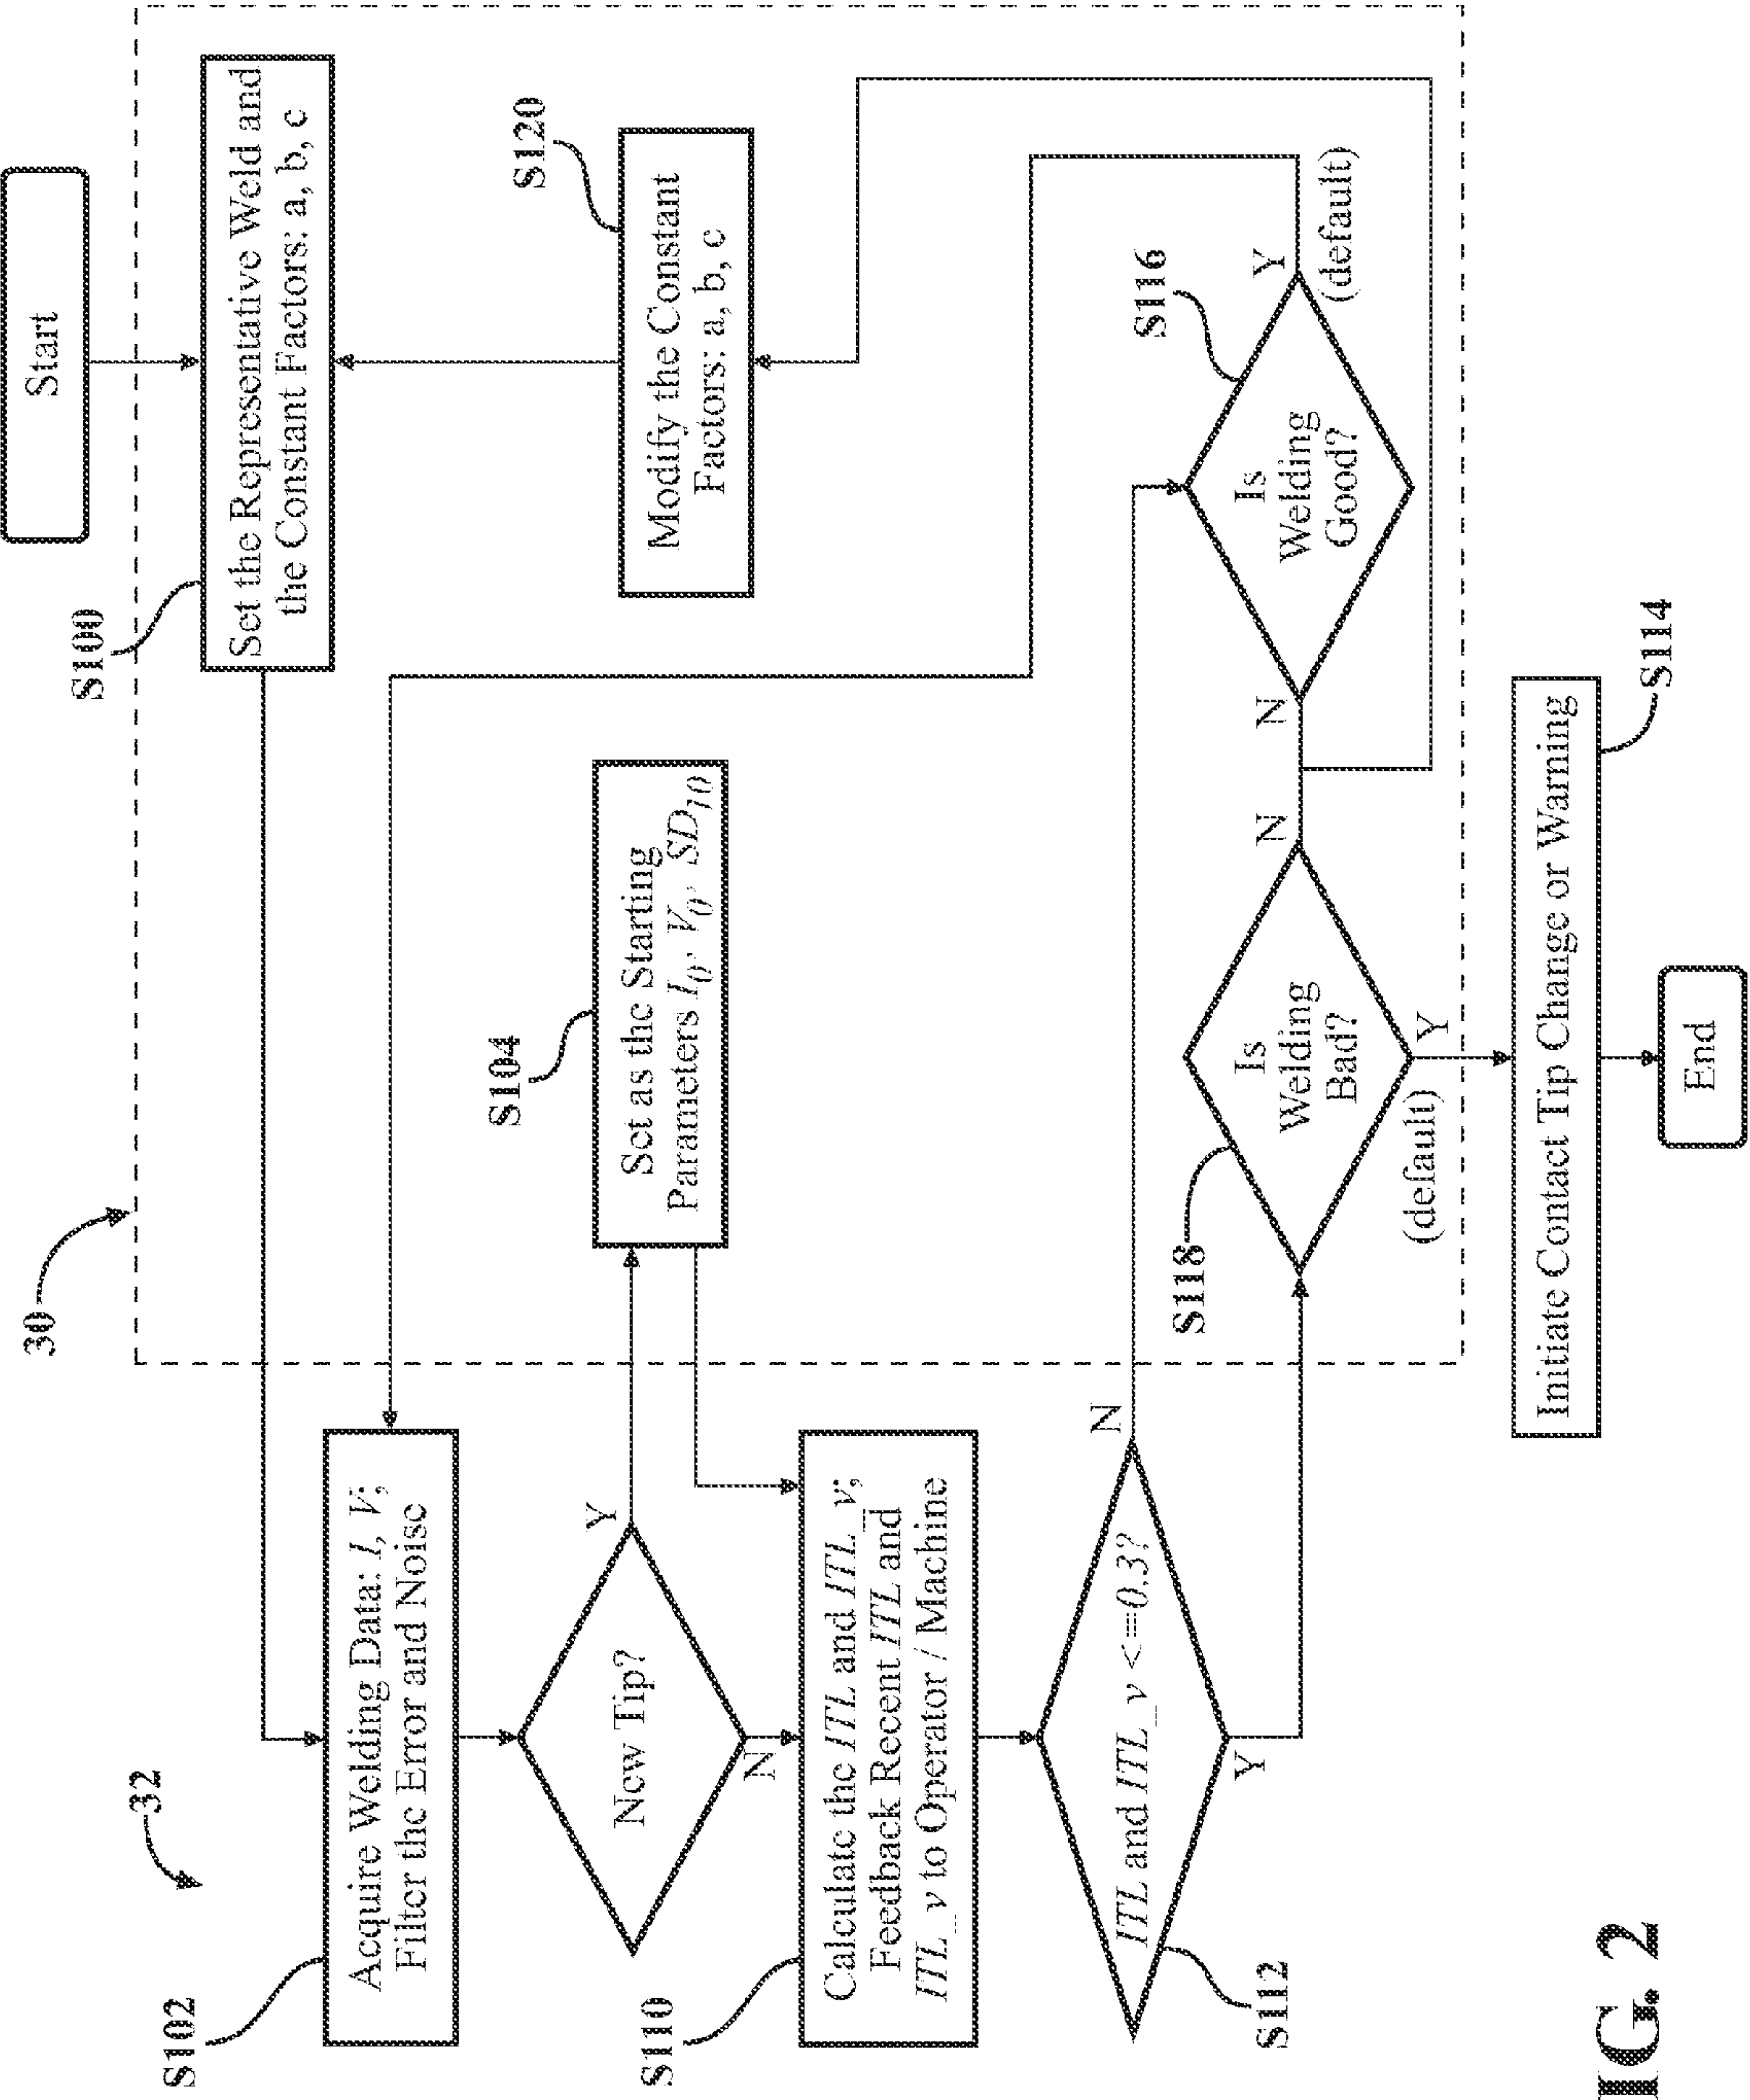 Start
S100
Set the Representative Weld and
the Constant Factors: a, b, c
30
32
S102
Acquire Welding Data: I, V;
Filter the Error and Noise
New Tip?
Y
N
S104
Set as the Starting
Parameters I0, V0, SD10
S120
Modify the Constant
Factors: a, b, c
S110
Calculate the ITL and ITL_v;
Feedback Recent ITL and
ITL_v to Operator / Machine
S112
ITL and ITL_v <=0.3?
N
Y
S118
Is
Welding
Bad?
N
Y
(default)
S116
Is
Welding
Good?
N
Y
(default)
S114
Initiate Contact Tip Change or Warning
End
IG. 2